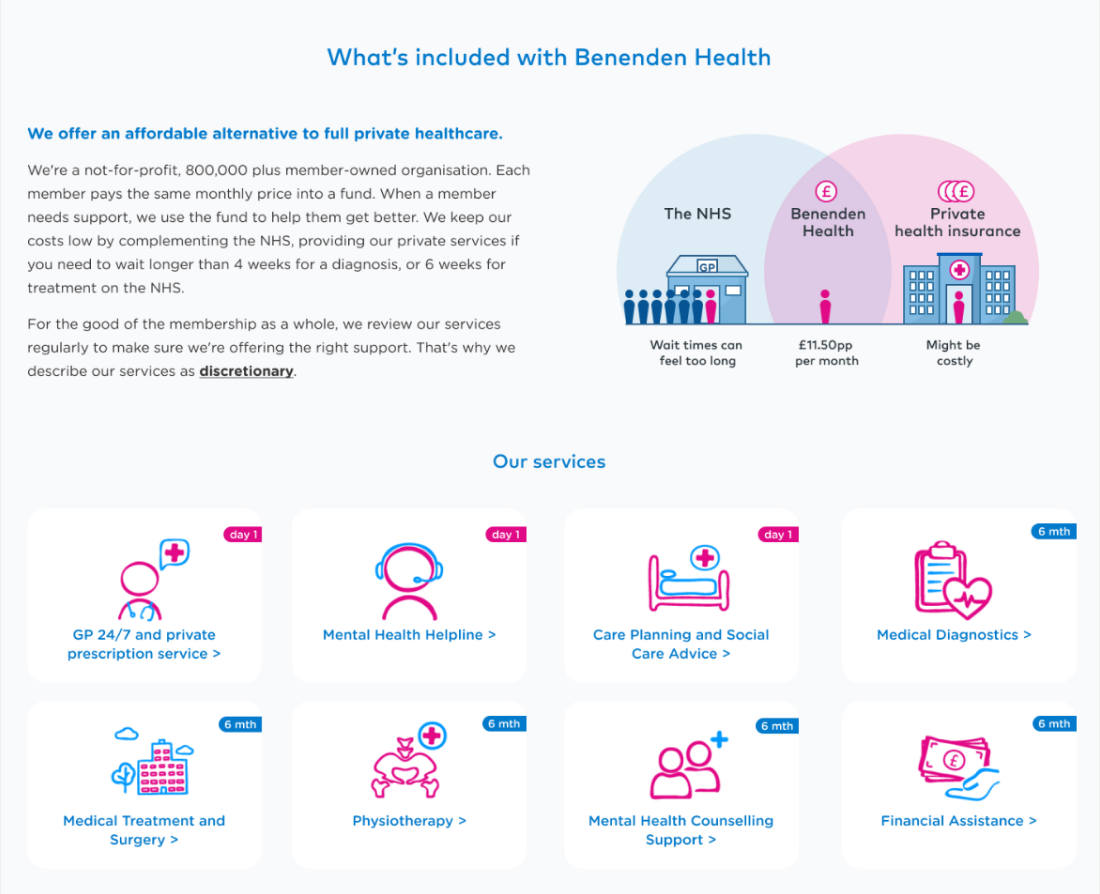 What's included with Benenden Health
We offer an affordable alternative to full private healthcare.
We're a not-for-profit, 800,000 plus member-owned organisation. Each
member pays the same monthly price into a fund. When a member
needs support, we use the fund to help them get better. We keep our
costs low by complementing the NHS, providing our private services if
you need to wait longer than 4 weeks for a diagnosis, or 6 weeks for
treatment on the NHS.
For the good of the membership as a whole, we review our services
regularly to make sure we're offering the right support. That's why we
describe our services as discretionary.
£
£
The NHS
Benenden
Health
Private
health insurance
GP
Wait times can
feel too long
£11.50pp
per month
Might be
costly
Our services
day 1
GP 24/7 and private
prescription service >
day 1
Mental Health Helpline >
day 1
Care Planning and Social
Care Advice >
6 mth
Medical Diagnostics >
6 mth
Medical Treatment and
Surgery >
6 mth
Physiotherapy >
6 mth
Mental Health Counselling
Support >
6 mth
£
Financial Assistance >